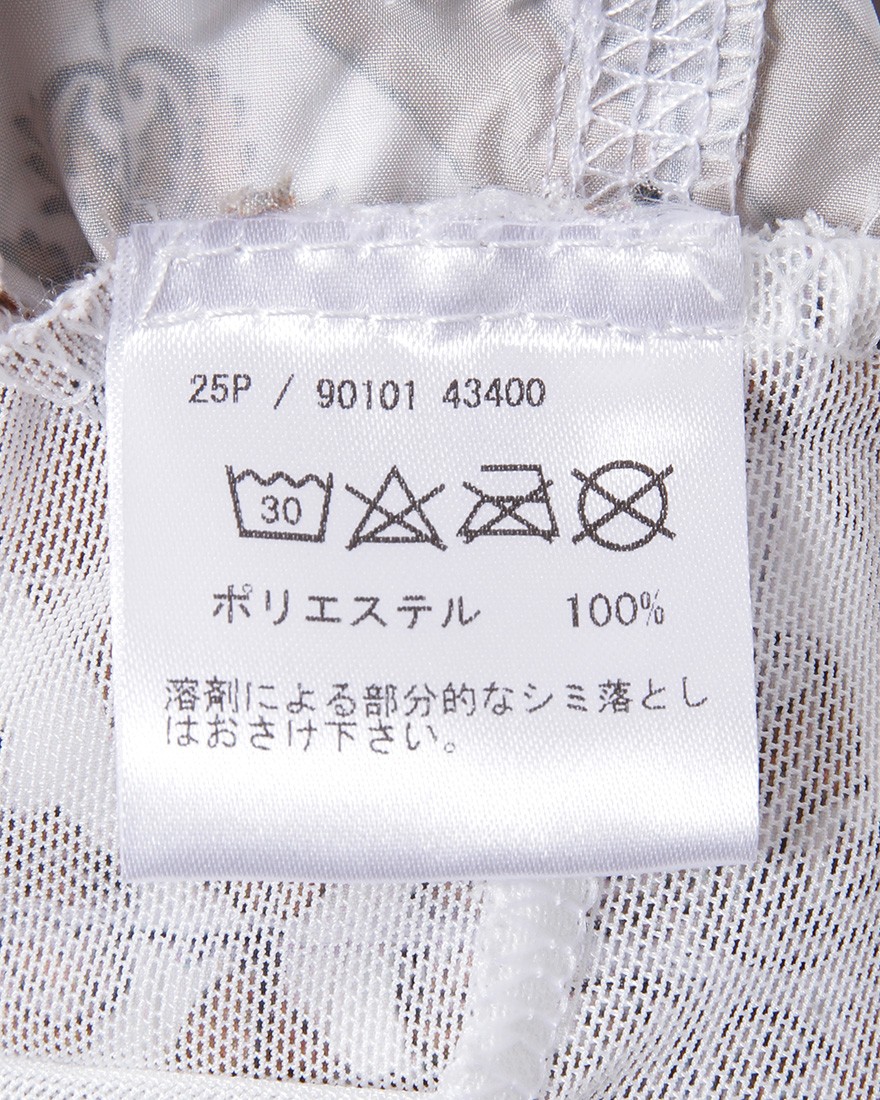 25P / 90101 43400
30
ポリエステル 100%
溶剤による部分的なシミ落とし
はおさけ下さい。